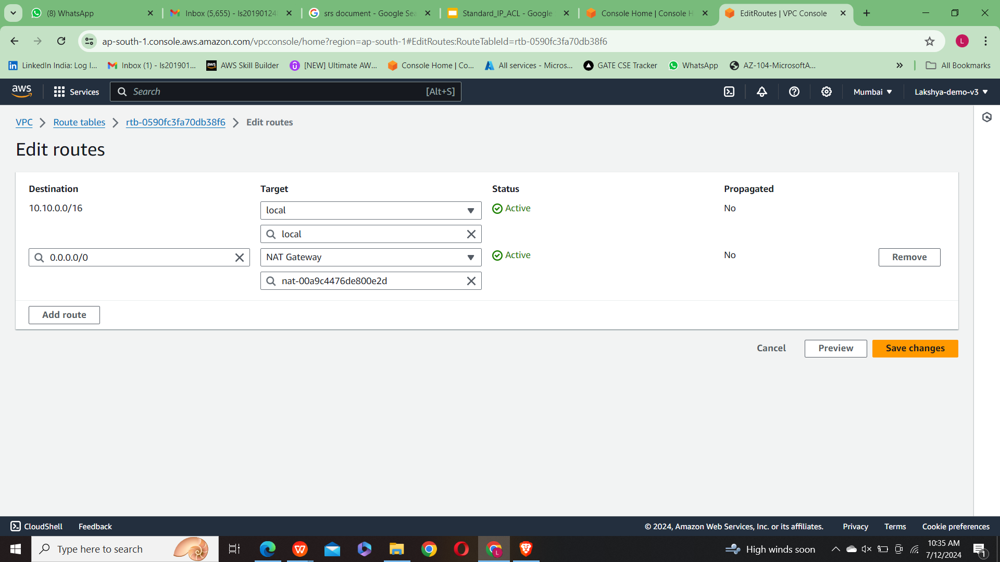 (8) WhatsApp
Inbox (5,655) - ls20190124
srs document - Google Sea
Standard_IP_ACL - Google
Console Home | Console H
EditRoutes | VPC Console
ap-south-1.console.aws.amazon.com/vpcconsole/home?region=ap-south-1#EditRoutes:RouteTableId=rtb-0590fc3fa70db38f6
L
LinkedIn India: Log I...
Inbox (1) - ls201901...
AWS Skill Builder
[NEW] Ultimate AW...
Console Home | Co...
All services - Micros...
GATE CSE Tracker
WhatsApp
AZ-104-MicrosoftA...
All Bookmarks
aws
Services
Search
[Alt+S]
Mumbai
Lakshya-demo-v3
VPC
Route tables
rtb-0590fc3fa70db38f6
Edit routes
Edit routes
Destination
Target
Status
Propagated
10.10.0.0/16
local
Active
No
local
0.0.0.0/0
NAT Gateway
Active
No
Remove
nat-00a9c4476de800e2d
Add route
Cancel
Preview
Save changes
CloudShell
Feedback
© 2024, Amazon Web Services, Inc. or its affiliates.
Privacy
Terms
Cookie preferences
Type here to search
High winds soon
10:35 AM
7/12/2024
1